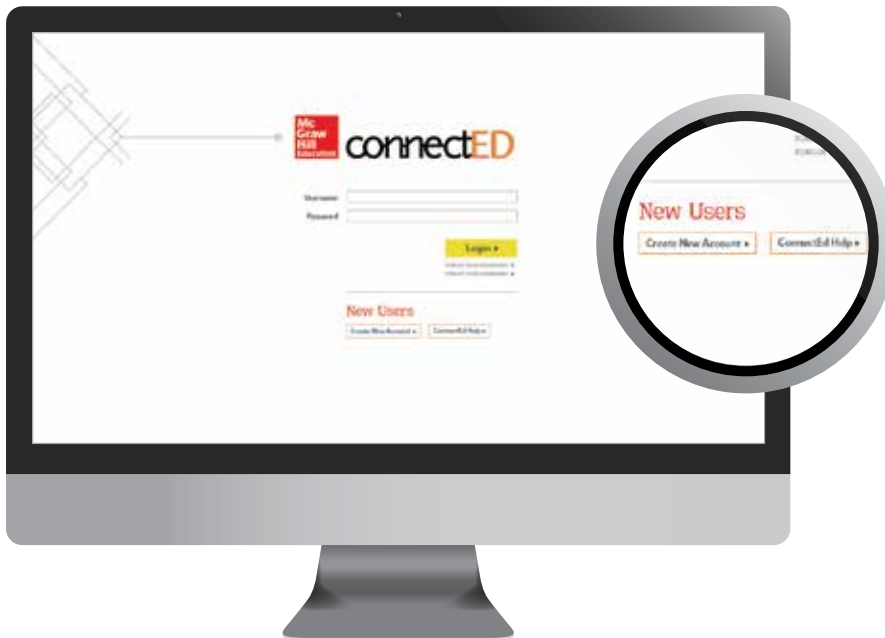 Mc
Graw
Hill
Education
connectED
Username
Password
Login
New Users
Create New Account
ConnectEd Help
New Users
Create New Account
ConnectEd Help